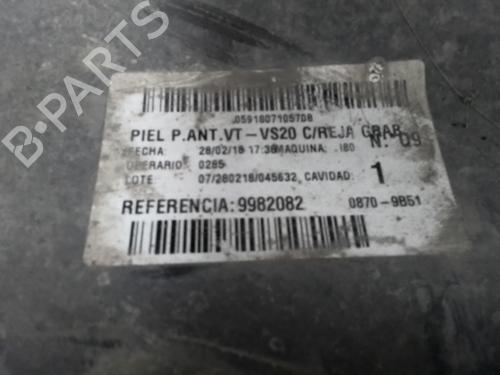 B-PARTS
0591807105708
PIEL P.ANT.VT-VS20 C/REJA GRAB
FECHA: 28/02/18 17:36 MAQUINA: 180 N. 09
OPERARIO: 0285
LOTE: 07/280218/045632, CAVIDAD: 1
REFERENCIA:9982082 0870-9B51